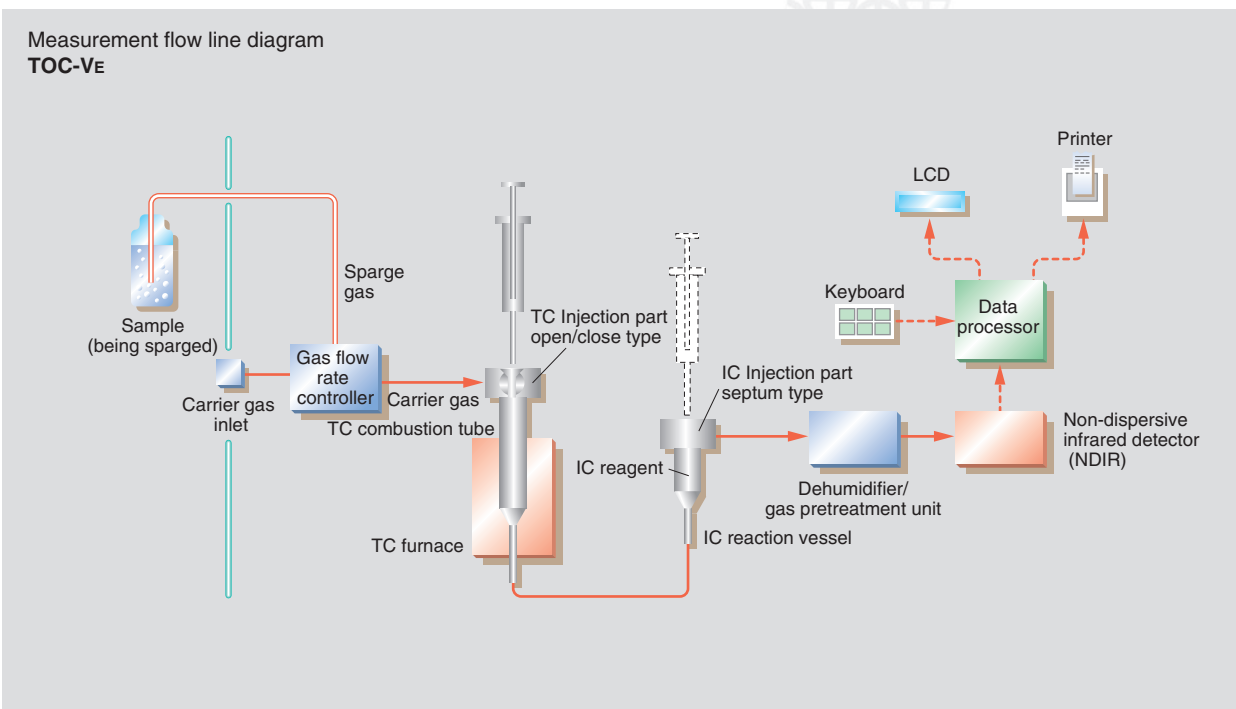 Measurement flow line diagram
TOC-VE
Printer
LCD
Sparge
gas
Keyboard
Data
processor
Sample
(being sparged)
TC Injection part
open/close type
Gas flow
rate
controller
Carrier gas
inlet
Carrier gas
IC Injection part
septum type
TC combustion tube
Non-dispersive
infrared detector
(NDIR)
IC reagent
Dehumidifier/
gas pretreatment unit
TC furnace
IC reaction vessel